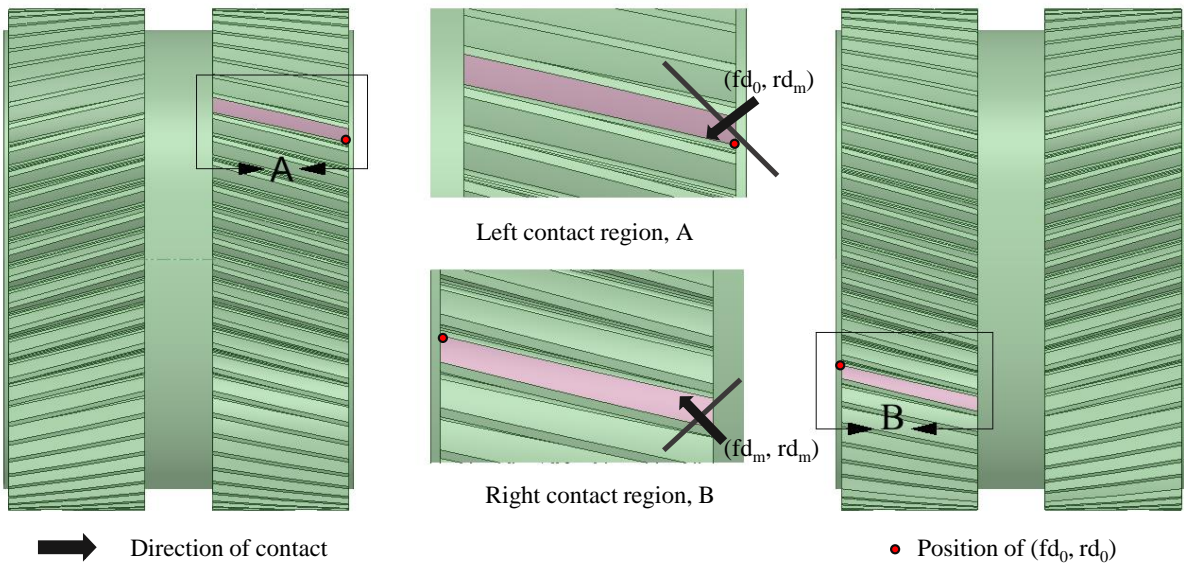 (fd₀, rdₘ)
A
Left contact region, A
B
(fdₘ, rdₘ)
Right contact region, B
Direction of contact
Position of (fd₀, rd₀)